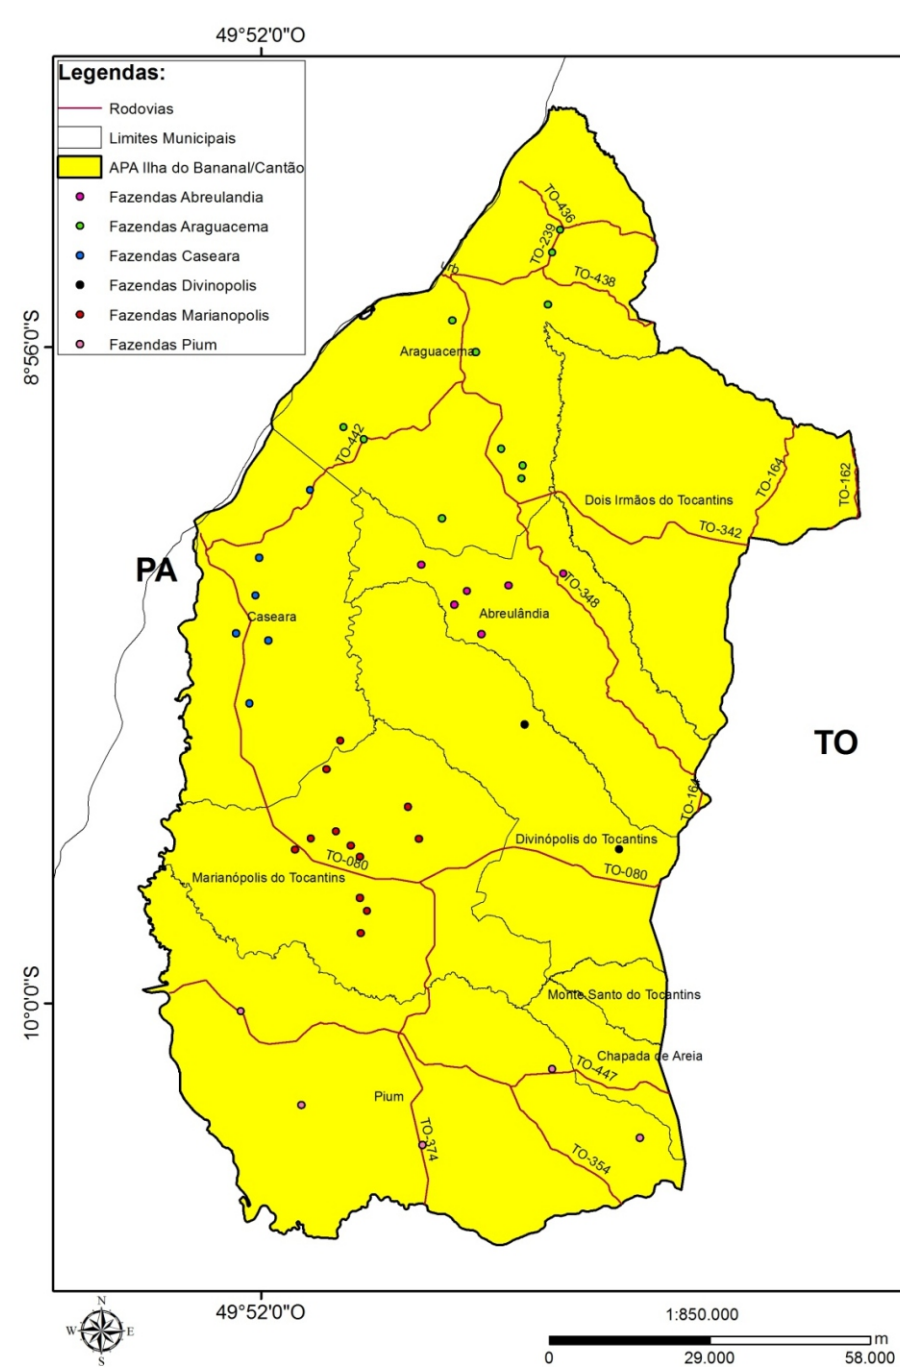 49°52'0"O
Legendas:
Rodovias
Limites Municipais
APA Ilha do Bananal/Cantão
Fazendas Abreulandia
Fazendas Araguacema
Fazendas Caseara
Fazendas Divinopolis
Fazendas Marianopolis
Fazendas Pium
TO-436
TO-239
urb
TO-438
8°56'0"S
Araguacema
TO-442
TO-164
TO-162
Dois Irmãos do Tocantins
TO-342
PA
TO-348
Caseara
Abreulândia
TO
TO-164
Divinópolis do Tocantins
TO-080
TO-080
Marianópolis do Tocantins
10°0'0"S
Monte Santo do Tocantins
Chapada de Areia
TO-447
Pium
TO-374
TO-354
49°52'0"O
N
W E
S
1:850.000
m
0 29.000 58.000